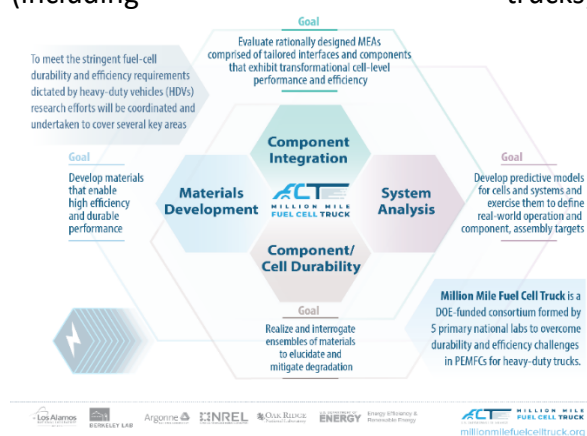 (including trucks
Goal
Evaluate rationally designed MEAs
comprised of tailored interfaces and components
that exhibit transformational cell-level
performance and efficiency
To meet the stringent fuel-cell
durability and efficiency requirements
dictated by heavy-duty vehicles (HDVs)
research efforts will be coordinated and
undertaken to cover several key areas
Component
Integration
Goal
Develop materials
that enable
high efficiency
and durable
performance
Materials
Development
MILLION MILE
FUEL CELL TRUCK
System
Analysis
Goal
Develop predictive models
for cells and systems and
exercise them to define
real-world operation and
component, assembly targets
Component/
Cell Durability
Goal
Realize and interrogate
ensembles of materials
to elucidate and
mitigate degradation
Million Mile Fuel Cell Truck is a
DOE-funded consortium formed by
5 primary national labs to overcome
durability and efficiency challenges
in PEMFCs for heavy-duty trucks.
Los Alamos
BERKELEY LAB
Argonne
NREL
OAK RIDGE
National Laboratory
ENERGY
Energy Efficiency &
Renewable Energy
MILLION MILE
FUEL CELL TRUCK
millionmilefuelcelltruck.org